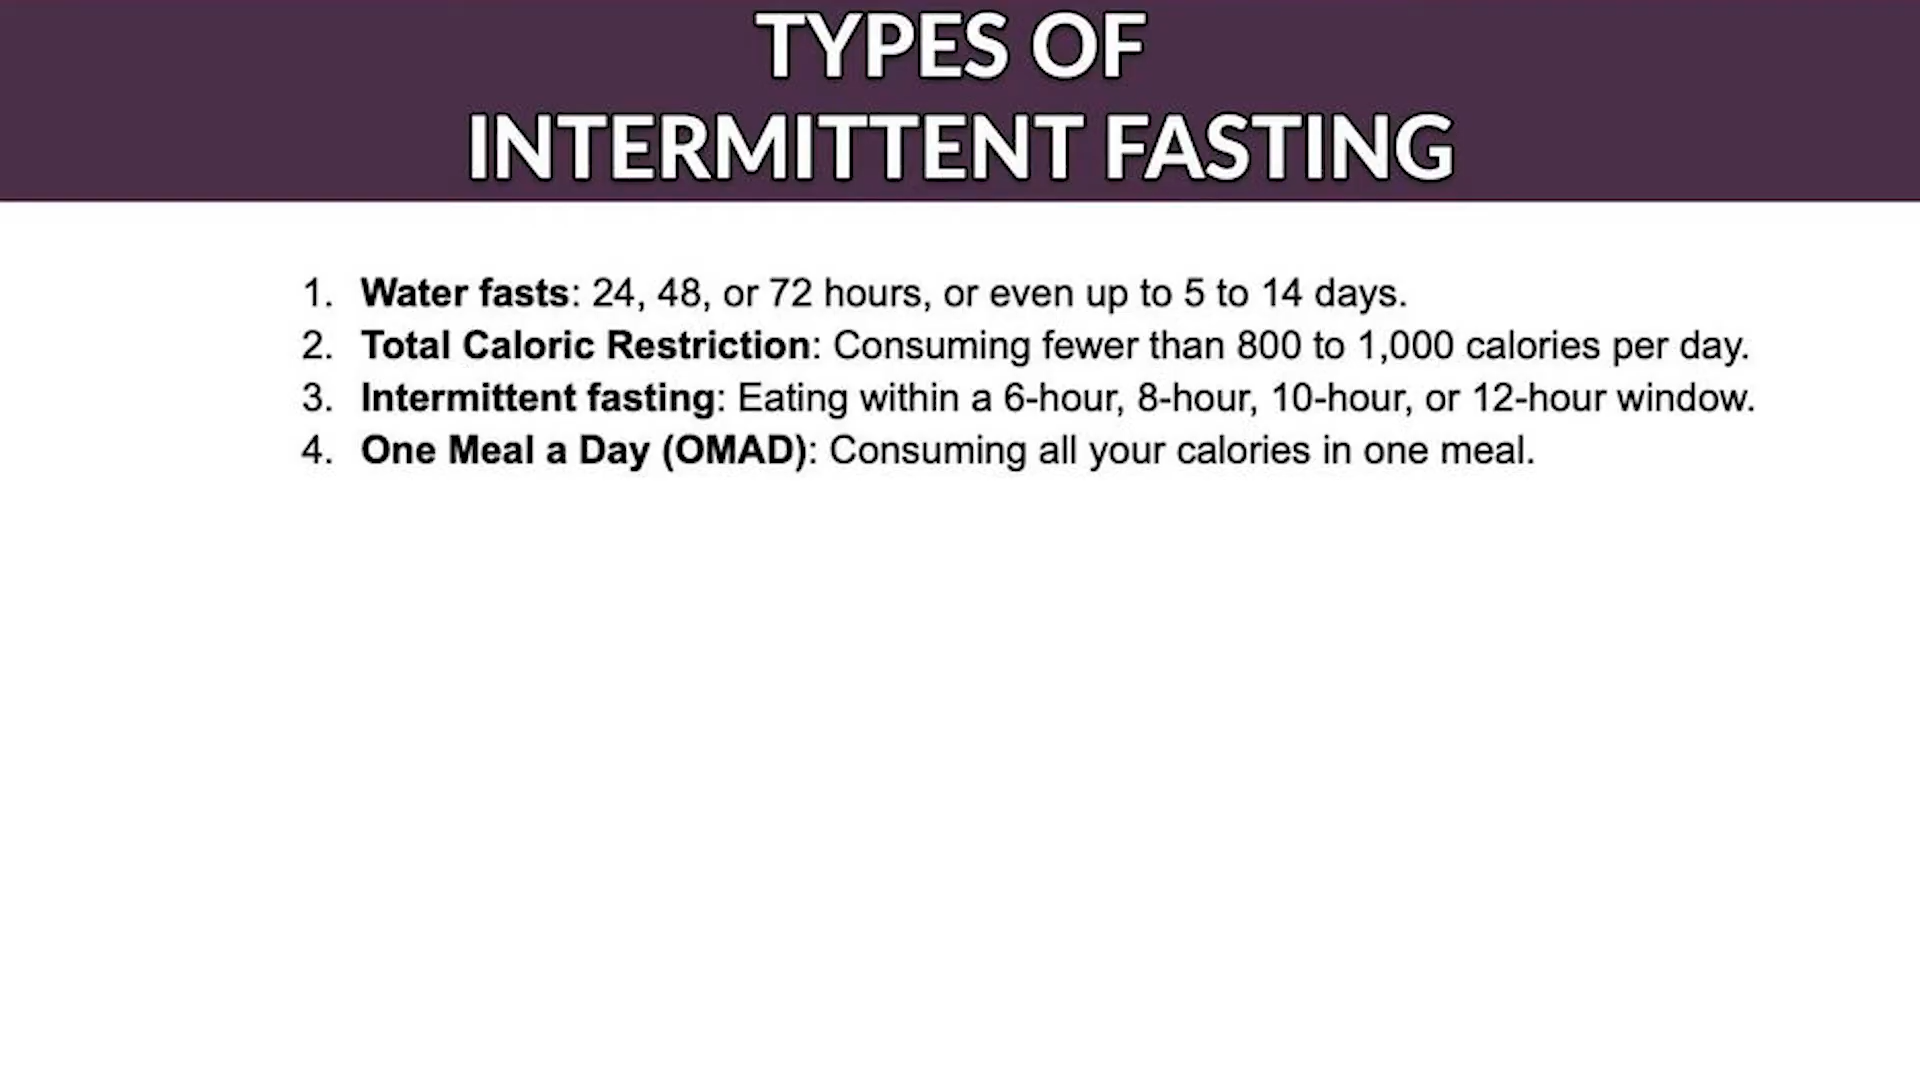 TYPES OF
INTERMITTENT FASTING
1. Water fasts: 24, 48, or 72 hours, or even up to 5 to 14 days.
2. Total Caloric Restriction: Consuming fewer than 800 to 1,000 calories per day.
3. Intermittent fasting: Eating within a 6-hour, 8-hour, 10-hour, or 12-hour window.
4. One Meal a Day (OMAD): Consuming all your calories in one meal.